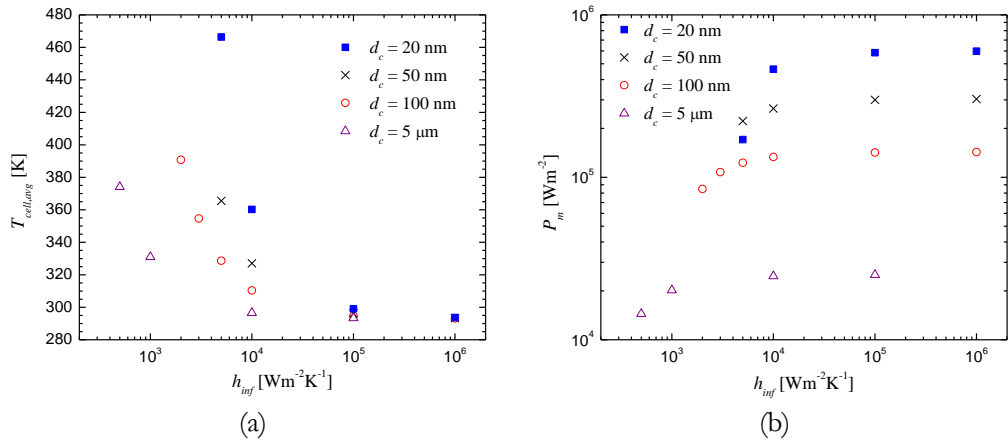 480
460
440
420
400
380
360
340
320
300
280
T_cell,avg [K]
d_c = 20 nm
d_c = 50 nm
d_c = 100 nm
d_c = 5 μm
10^3 10^4 10^5 10^6
h_inf [Wm^-2K^-1]
(a)
10^6
10^5
10^4
P_m [Wm^-2]
d_c = 20 nm
d_c = 50 nm
d_c = 100 nm
d_c = 5 μm
10^3 10^4 10^5 10^6
h_inf [Wm^-2K^-1]
(b)